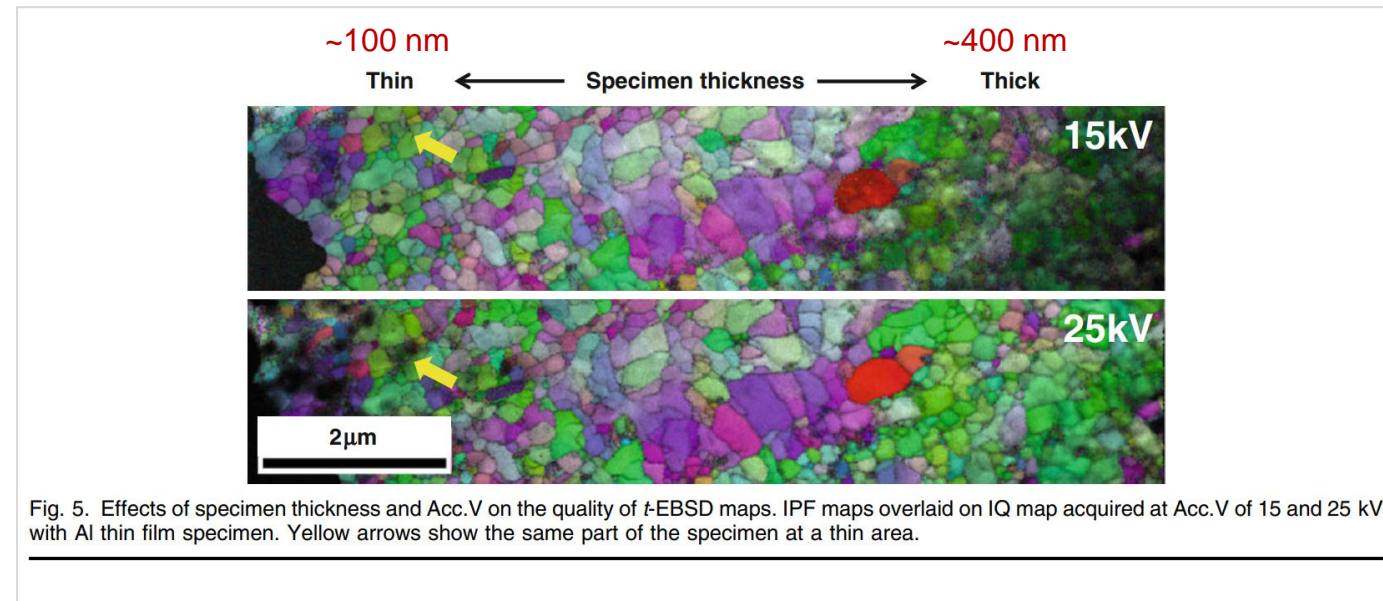 ~100 nm ~400 nm
Thin Specimen thickness Thick
15kV
25kV
2μm
Fig. 5. Effects of specimen thickness and Acc.V on the quality of t-EBSD maps. IPF maps overlaid on IQ map acquired at Acc.V of 15 and 25 kV
with Al thin film specimen. Yellow arrows show the same part of the specimen at a thin area.